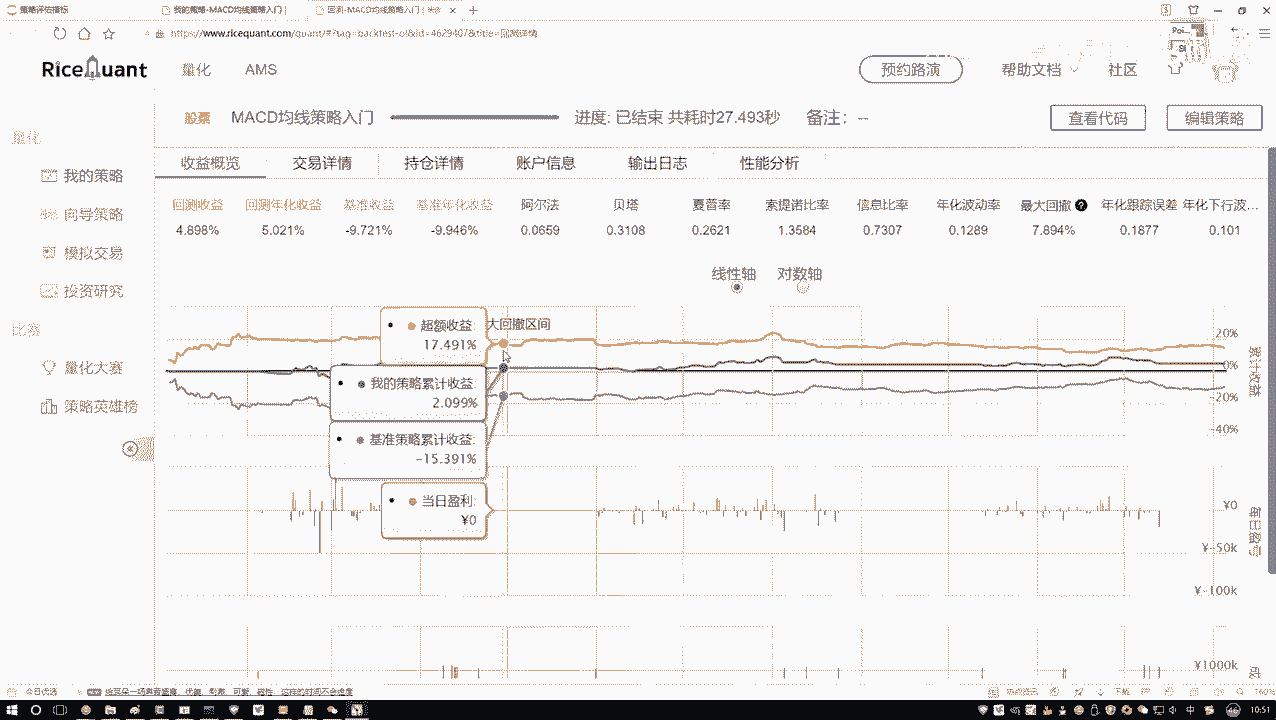 策略评估指标
我的策略-MACD均线策略入门
回测-MACD均线策略入门
RiceQuant 量化 AMS 预约路演 帮助文档 社区
股票 MACD均线策略入门 进度: 已结束 共耗时27.493秒 备注: -- 查看代码 编辑策略
量化
我的策略
向导策略
模拟交易
投资研究
比赛
量化大赛
策略英雄榜
收益概览 交易详情 持仓详情 账户信息 输出日志 性能分析
回测收益 回测年化收益 基准收益 基准年化收益 阿尔法 贝塔 夏普率 索提诺比率 信息比率 年化波动率 最大回撤 ? 年化跟踪误差 年化下行波...
4.898% 5.021% -9.721% -9.946% 0.0659 0.3108 0.2621 1.3584 0.7307 0.1289 7.894% 0.1877 0.101
线性轴 对数轴
超额收益:
17.491%
大回撤区间
我的策略累计收益:
2.099%
基准策略累计收益:
-15.391%
当日盈利:
¥0
20%
0%
-20%
-40%
累计收益
¥0
¥-50k
¥-100k
每日盈亏
¥1000k
10:51